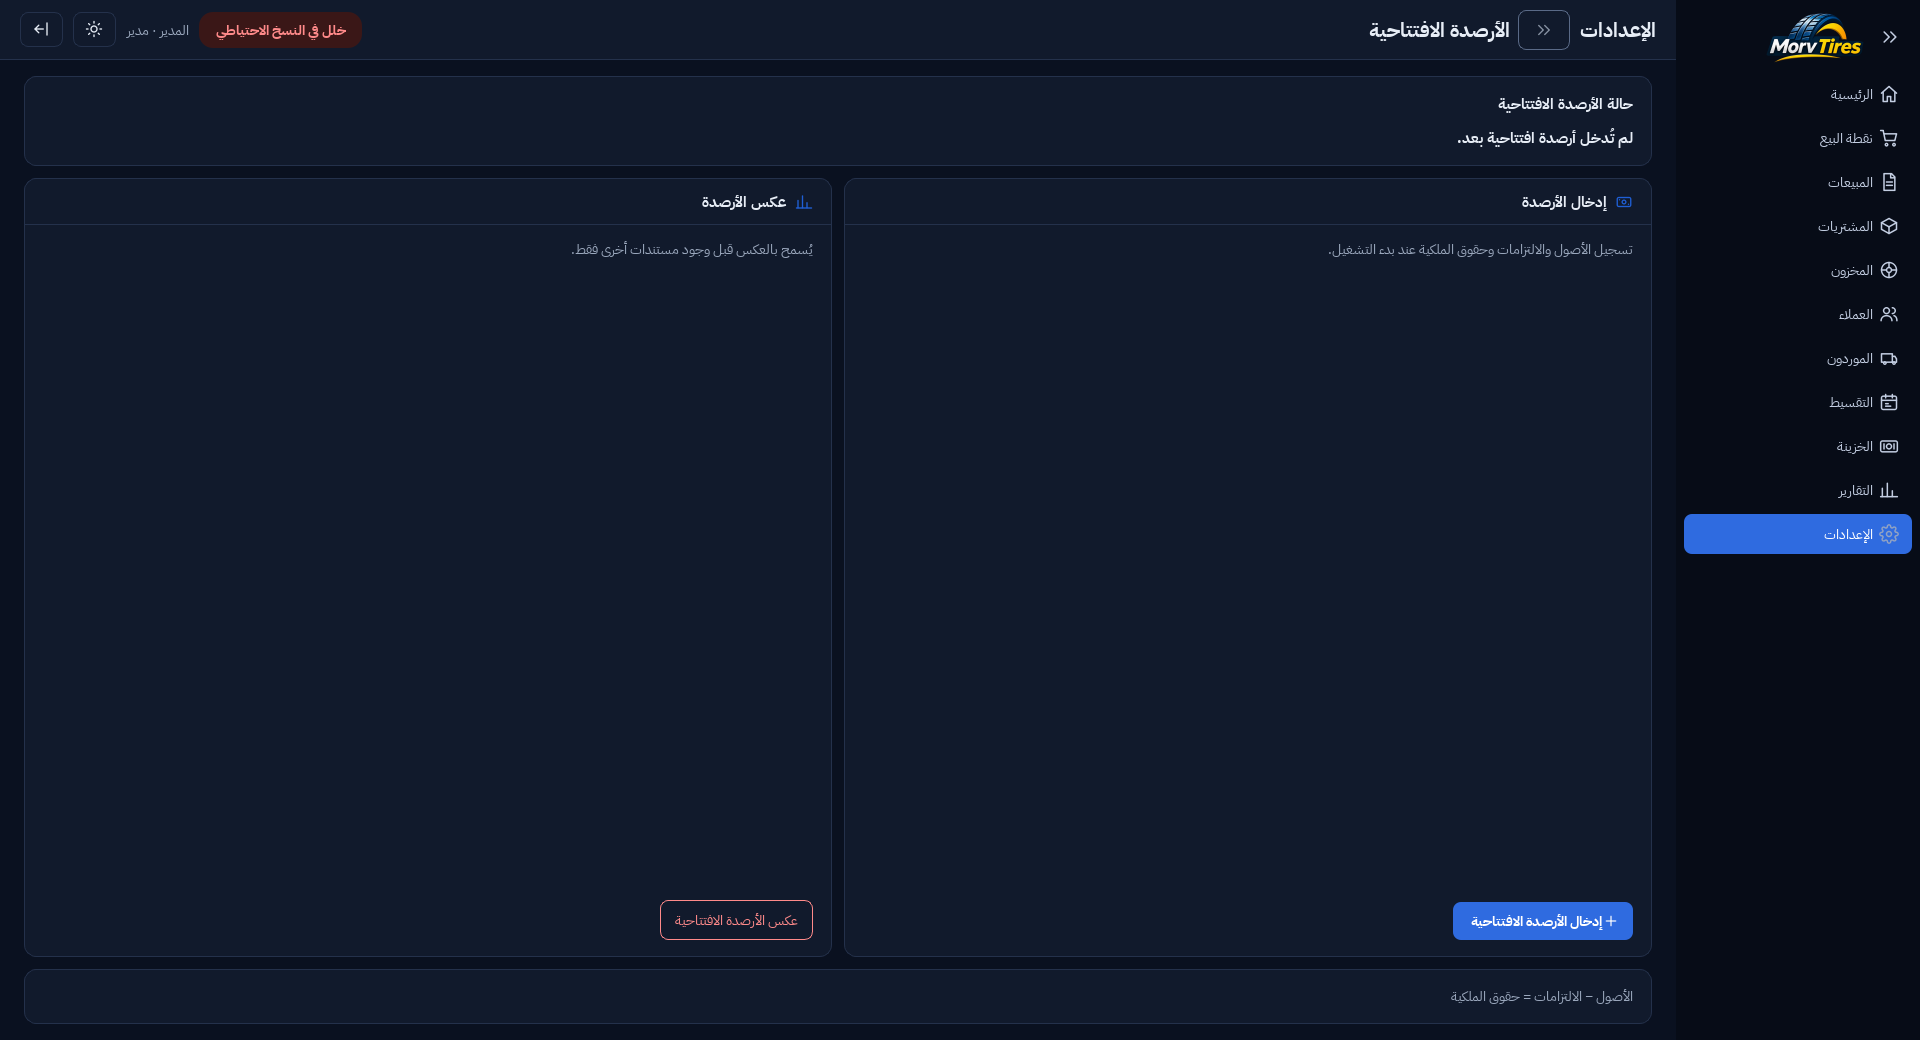 Morv Tires
الرئيسية
نقطة البيع
المبيعات
المشتريات
المخزون
العملاء
الموردون
التقسيط
الخزينة
التقارير
الإعدادات
الإعدادات
الأرصدة الافتتاحية
خلل في النسخ الاحتياطي
المدير · مدير
حالة الأرصدة الافتتاحية
لم تُدخل أرصدة افتتاحية بعد.
إدخال الأرصدة
تسجيل الأصول والالتزامات وحقوق الملكية عند بدء التشغيل.
إدخال الأرصدة الافتتاحية
عكس الأرصدة
يُسمح بالعكس قبل وجود مستندات أخرى فقط.
عكس الأرصدة الافتتاحية
الأصول − الالتزامات = حقوق الملكية